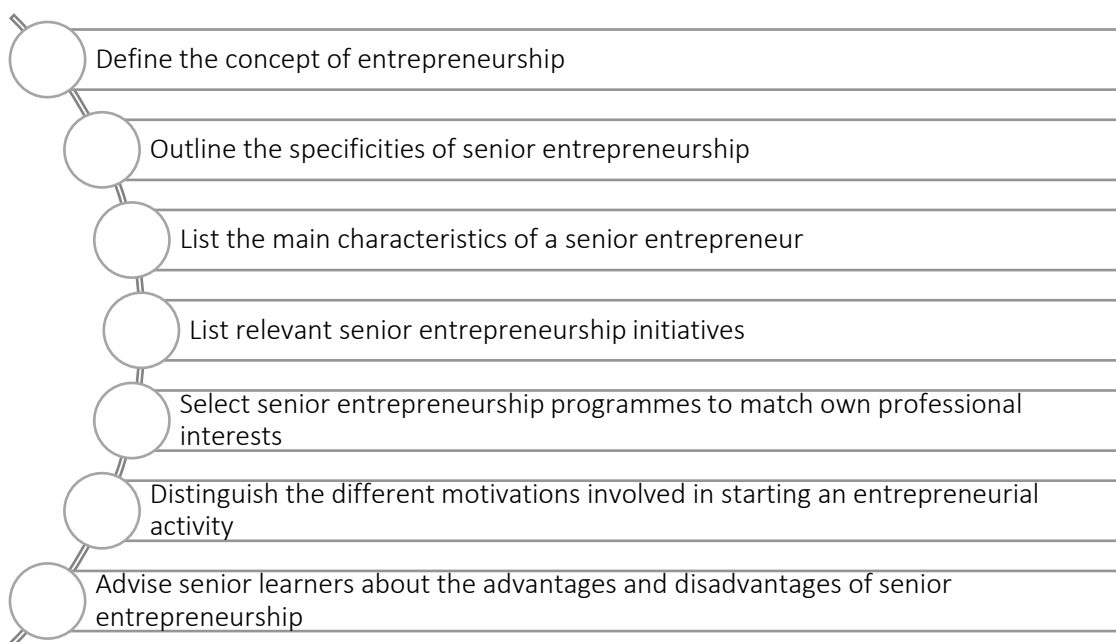 Define the concept of entrepreneurship
Outline the specificities of senior entrepreneurship
List the main characteristics of a senior entrepreneur
List relevant senior entrepreneurship initiatives
Select senior entrepreneurship programmes to match own professional
interests
Distinguish the different motivations involved in starting an entrepreneurial
activity
Advise senior learners about the advantages and disadvantages of senior
entrepreneurship